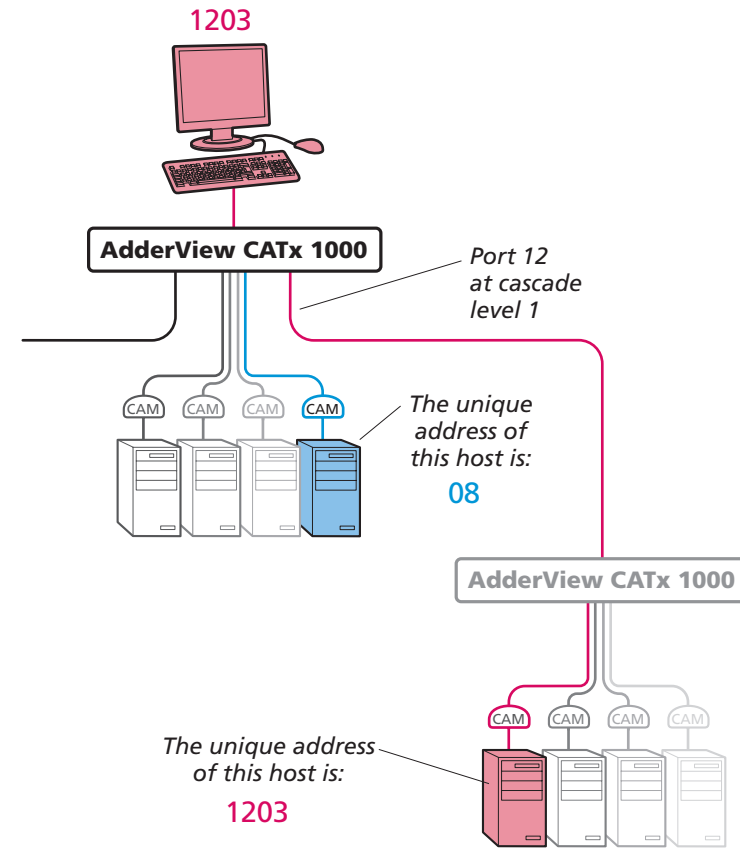 1203
AdderView CATx 1000
Port 12
at cascade
level 1
CAM CAM CAM CAM
The unique
address of
this host is:
08
AdderView CATx 1000
CAM CAM CAM CAM
The unique address
of this host is:
1203